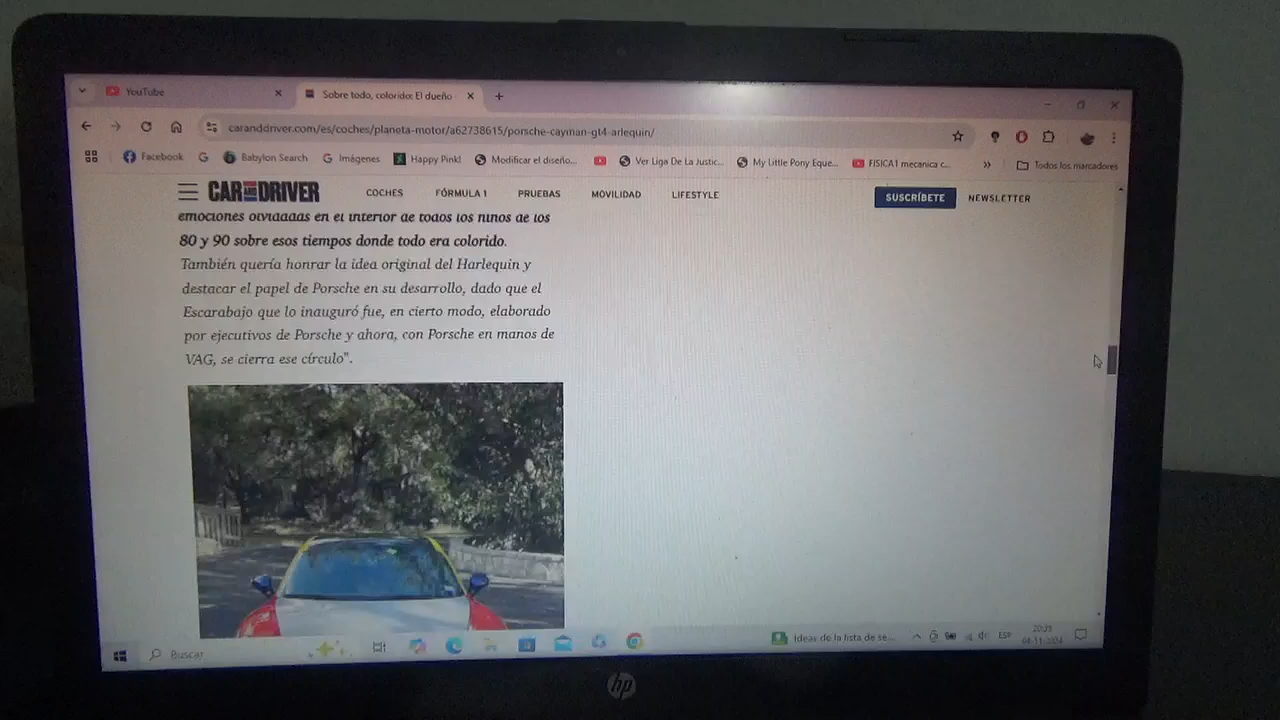 YouTube
Sobre todo, colorido: El dueño
caranddriver.com/es/coches/planeta-motor/a62738615/porsche-cayman-gt4-arlequin/
Facebook
Babylon Search
Imágenes
Happy Pink!
Modificar el diseño...
Ver Liga De La Justic...
My Little Pony Eque...
FISICA1 mecanica c...
»
Todos los marcadores
CAR AND DRIVER
COCHES
FÓRMULA 1
PRUEBAS
MOVILIDAD
LIFESTYLE
SUSCRÍBETE
NEWSLETTER
emociones olvidadas en el interior de todos los niños de los
80 y 90 sobre esos tiempos donde todo era colorido.
También quería honrar la idea original del Harlequin y
destacar el papel de Porsche en su desarrollo, dado que el
Escarabajo que lo inauguró fue, en cierto modo, elaborado
por ejecutivos de Porsche y ahora, con Porsche en manos de
VAG, se cierra ese círculo".
Buscar
Ideas de la lista de se...
ESP
hp